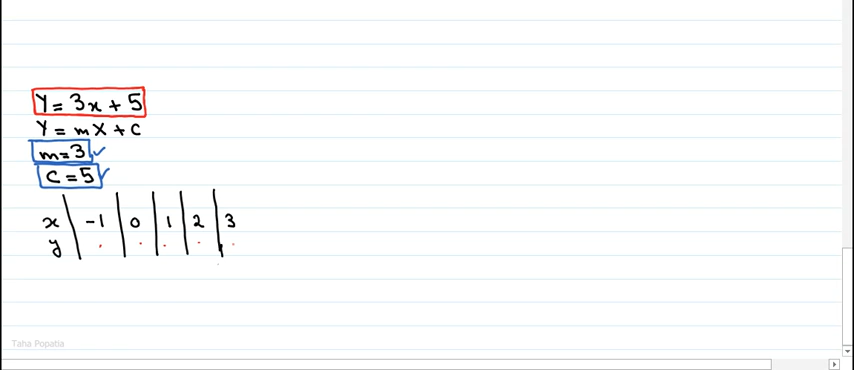 Y = 3x + 5
Y = mX + C
m = 3
C = 5
x -1 0 1 2 3
y
Taha Popatia